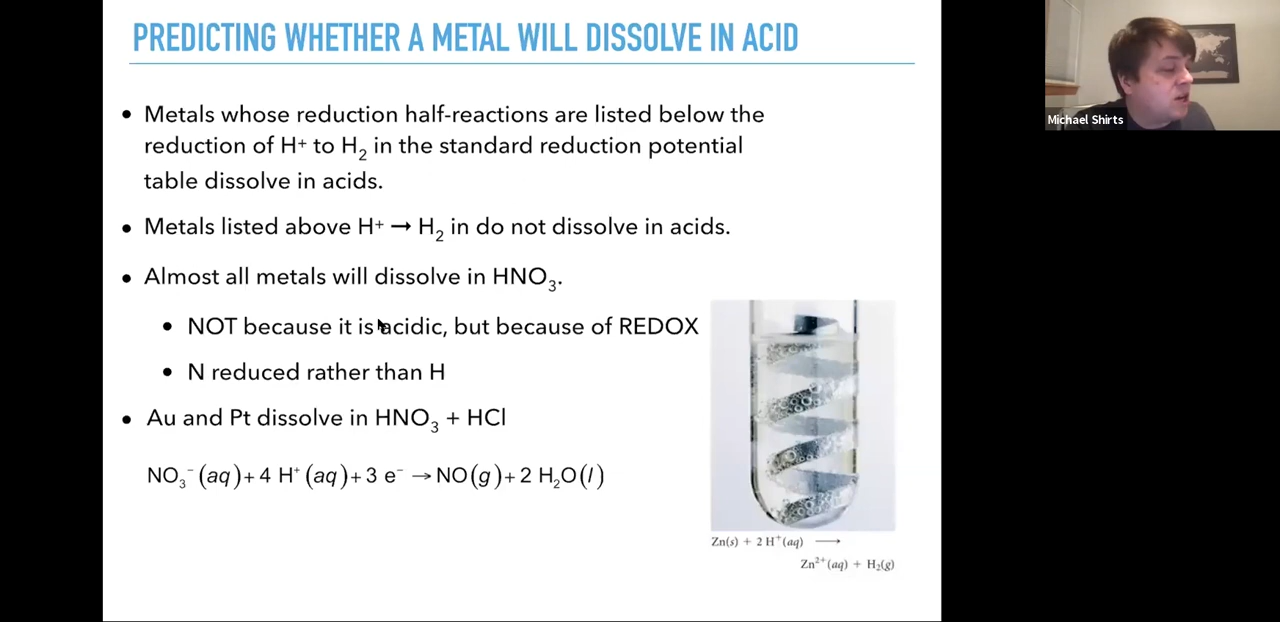 PREDICTING WHETHER A METAL WILL DISSOLVE IN ACID
• Metals whose reduction half-reactions are listed below the
reduction of H⁺ to H₂ in the standard reduction potential
table dissolve in acids.
• Metals listed above H⁺ → H₂ in do not dissolve in acids.
• Almost all metals will dissolve in HNO₃.
• NOT because it is acidic, but because of REDOX
• N reduced rather than H
• Au and Pt dissolve in HNO₃ + HCl
NO₃⁻(aq)+4 H⁺(aq)+3 e⁻ →NO(g)+2 H₂O(l)
Zn(s) + 2 H⁺(aq) ⟶
Zn²⁺(aq) + H₂(g)
Michael Shirts